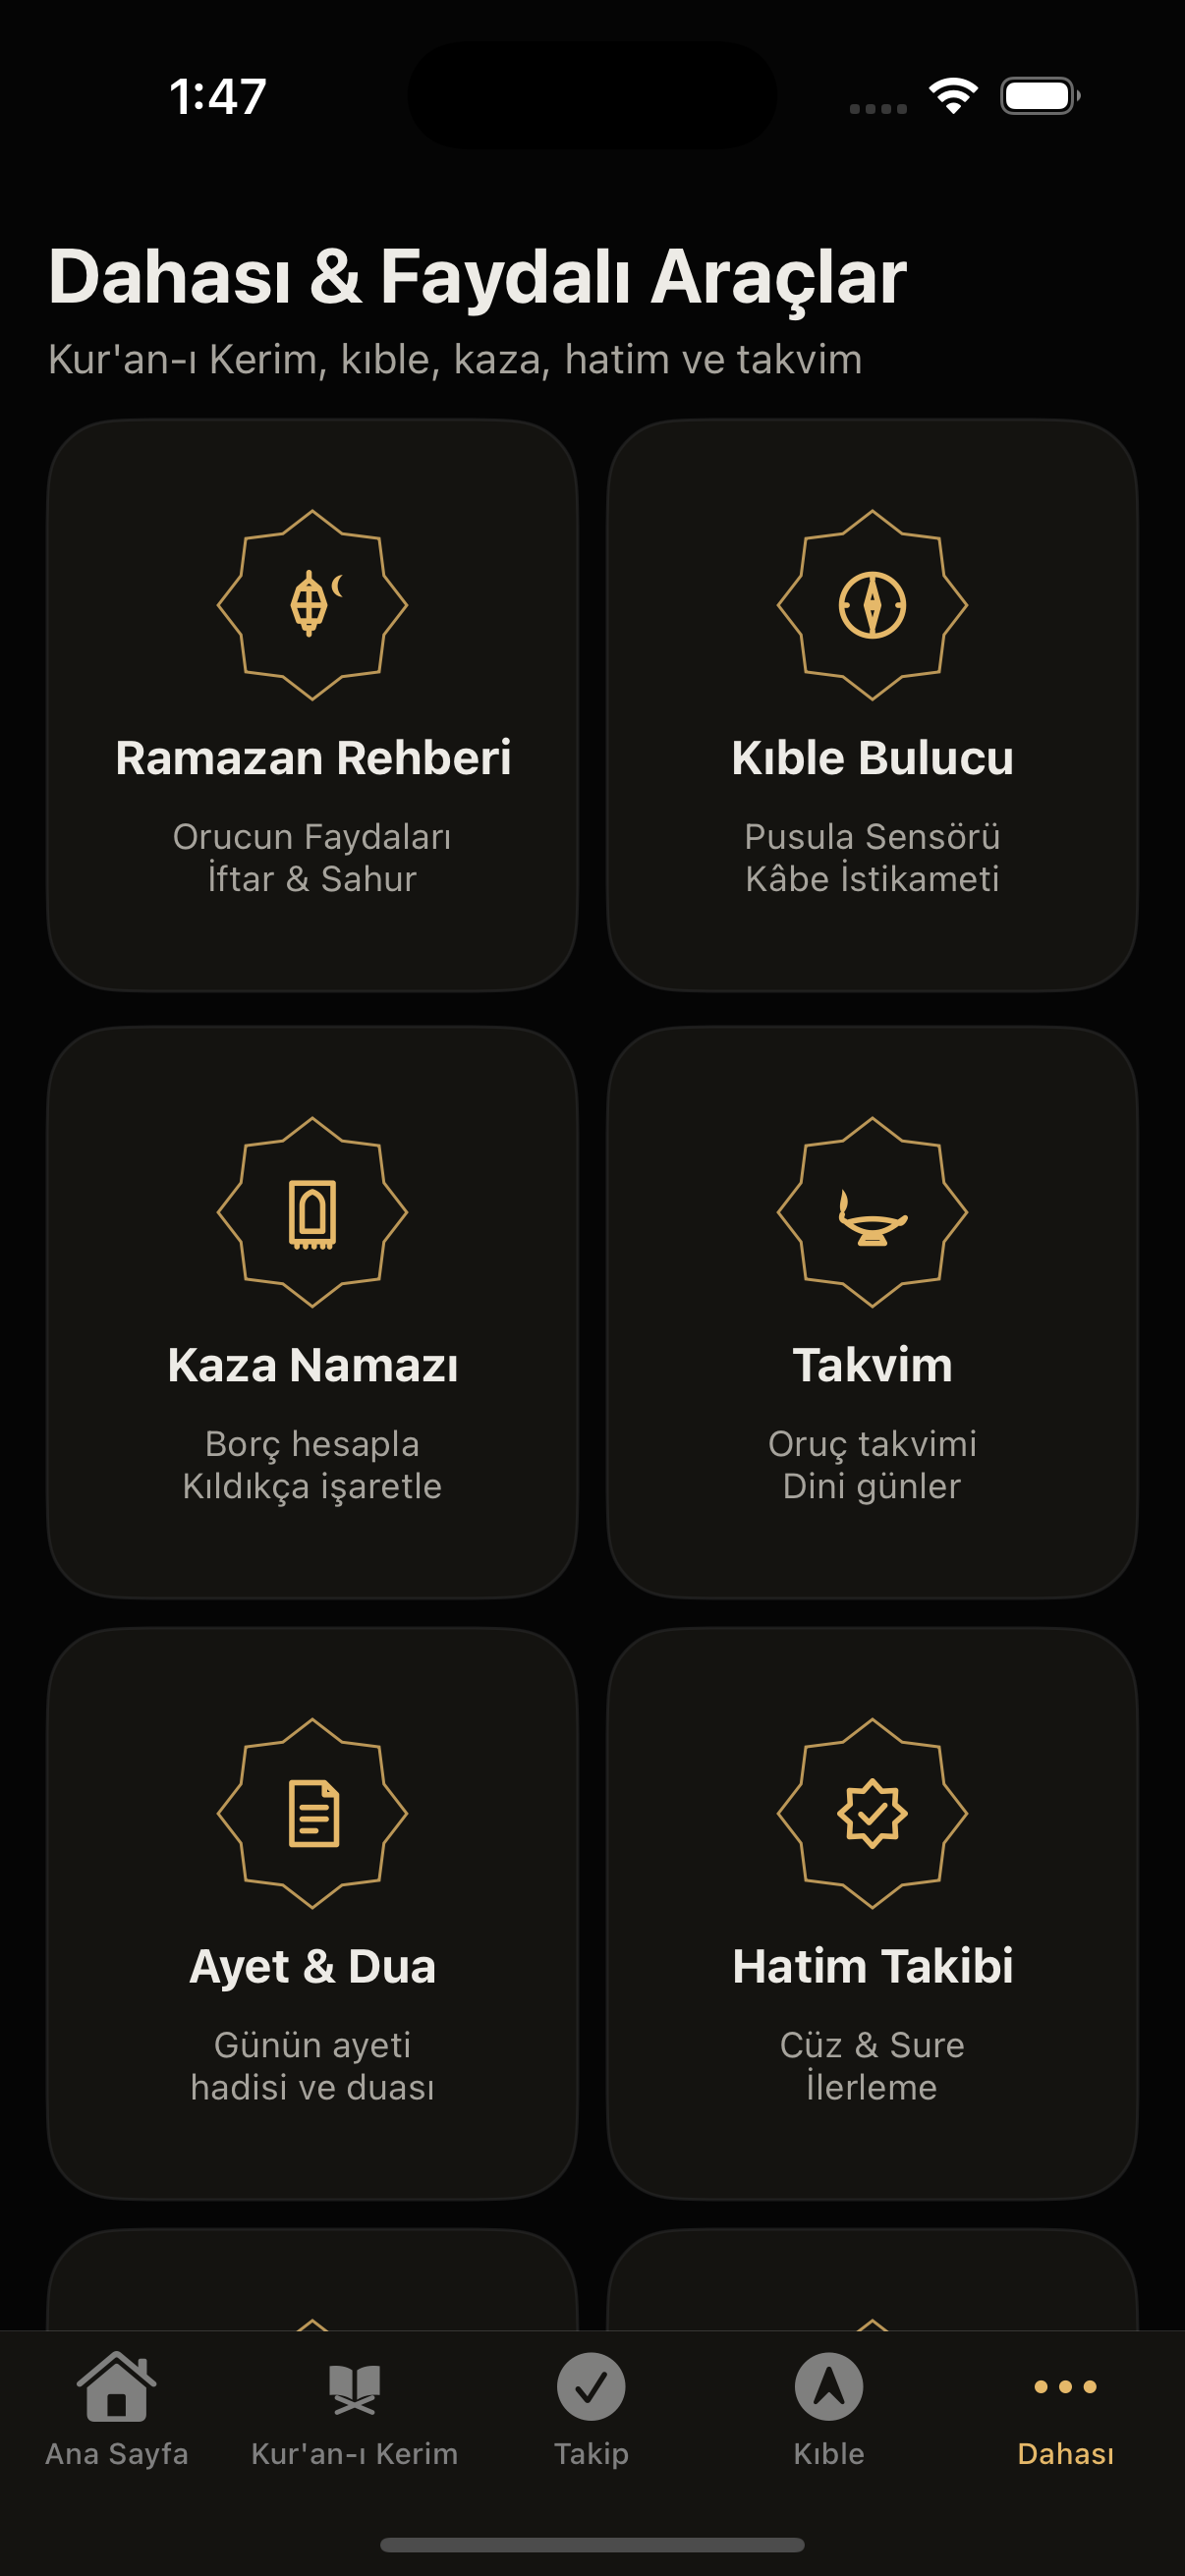 1:47
Dahası & Faydalı Araçlar
Kur'an-ı Kerim, kıble, kaza, hatim ve takvim
Ramazan Rehberi
Orucun Faydaları
İftar & Sahur
Kıble Bulucu
Pusula Sensörü
Kâbe İstikameti
Kaza Namazı
Borç hesapla
Kıldıkça işaretle
Takvim
Oruç takvimi
Dini günler
Ayet & Dua
Günün ayeti
hadisi ve duası
Hatim Takibi
Cüz & Sure
İlerleme
Ana Sayfa
Kur'an-ı Kerim
Takip
Kıble
Dahası